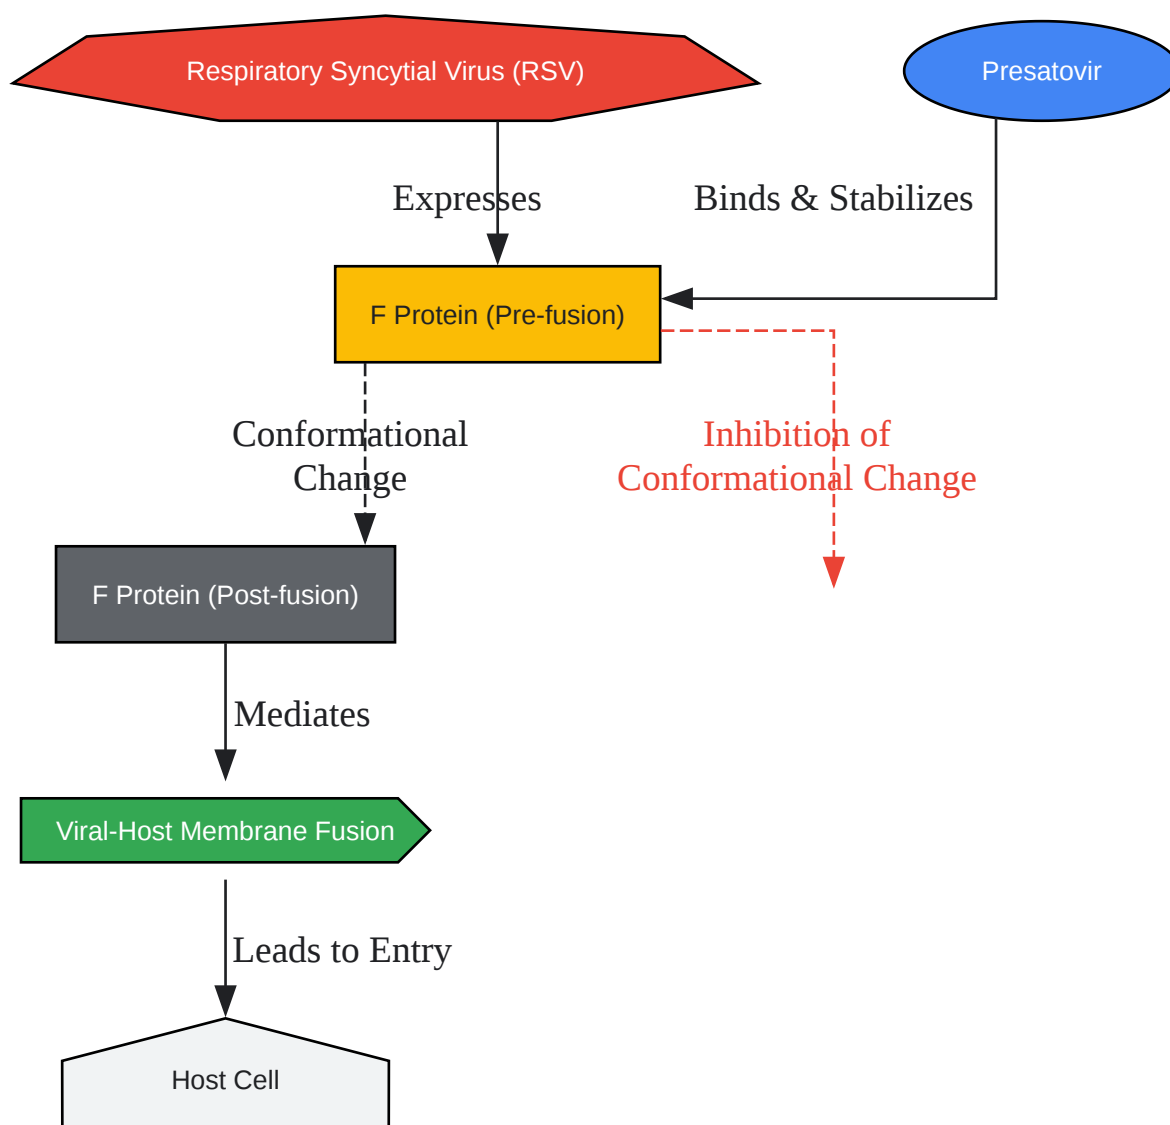 Respiratory Syncytial Virus (RSV)
Presatovir
Expresses
Binds & Stabilizes
F Protein (Pre-fusion)
Conformational
Change
Inhibition of
Conformational Change
F Protein (Post-fusion)
Mediates
Viral-Host Membrane Fusion
Leads to Entry
Host Cell